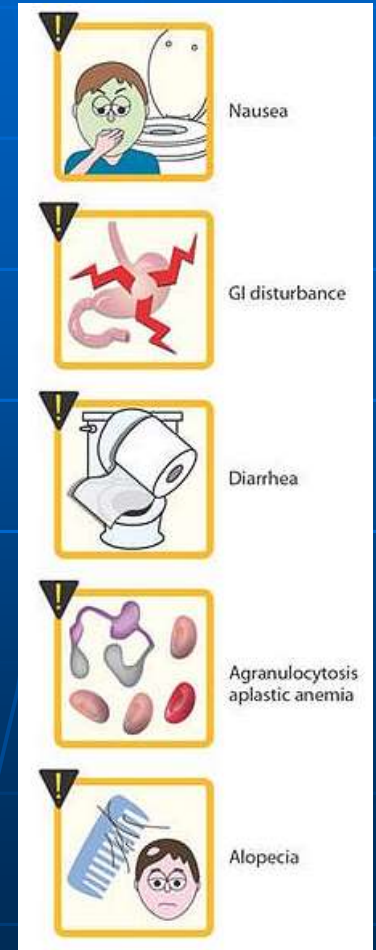 !
Nausea
!
GI disturbance
!
Diarrhea
!
Agranulocytosis
aplastic anemia
!
Alopecia